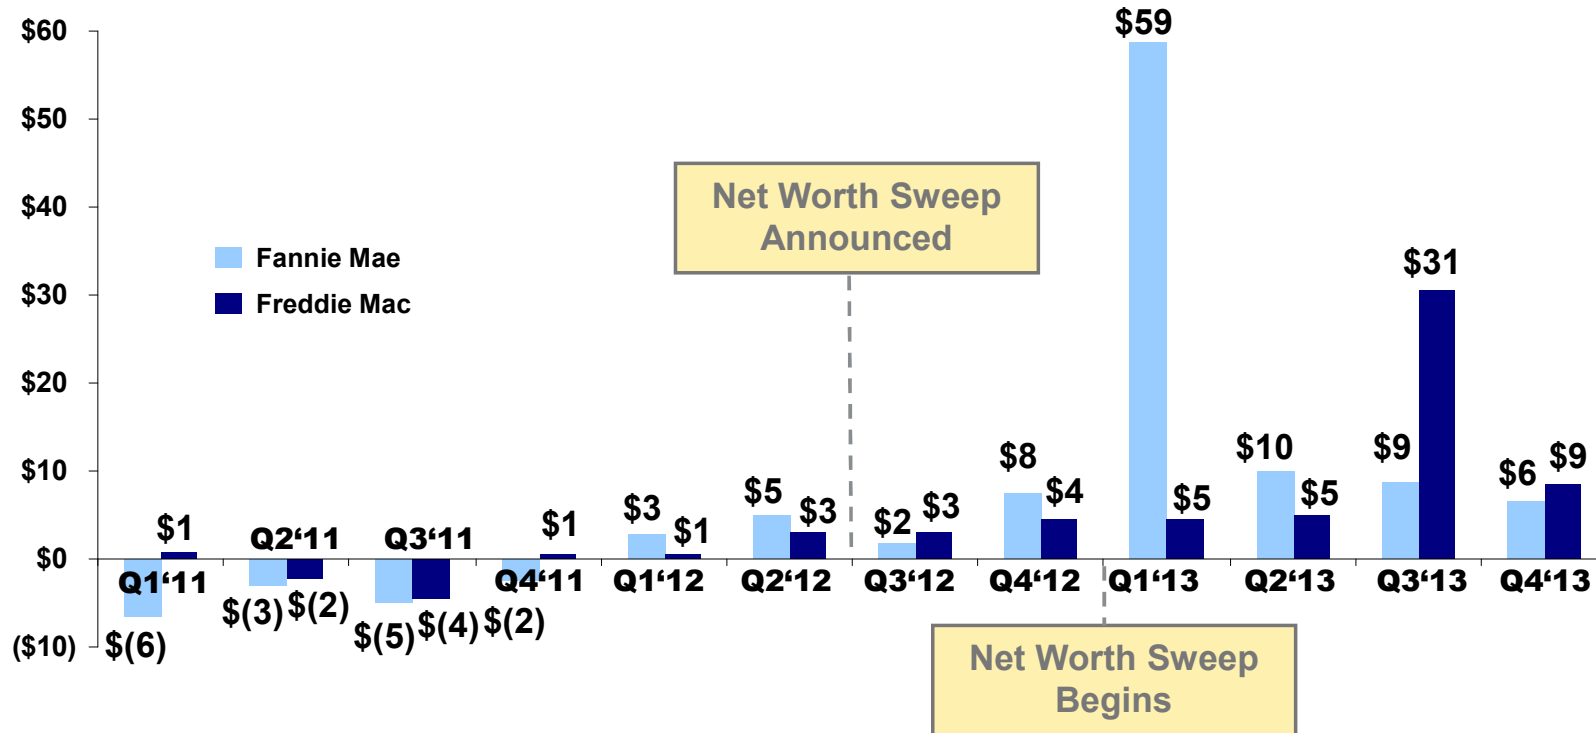 $60
$50
$40
$30
$20
$10
$0
($10)
Fannie Mae
Freddie Mac
Net Worth Sweep
Announced
Net Worth Sweep
Begins
$(6)
$1
$(3)
$(2)
$(5)
$(4)
$(2)
$1
$3
$1
$5
$3
$2
$3
$8
$4
$59
$5
$10
$5
$9
$31
$6
$9
Q1‘11
Q2‘11
Q3‘11
Q4‘11
Q1‘12
Q2‘12
Q3‘12
Q4‘12
Q1‘13
Q2‘13
Q3‘13
Q4‘13